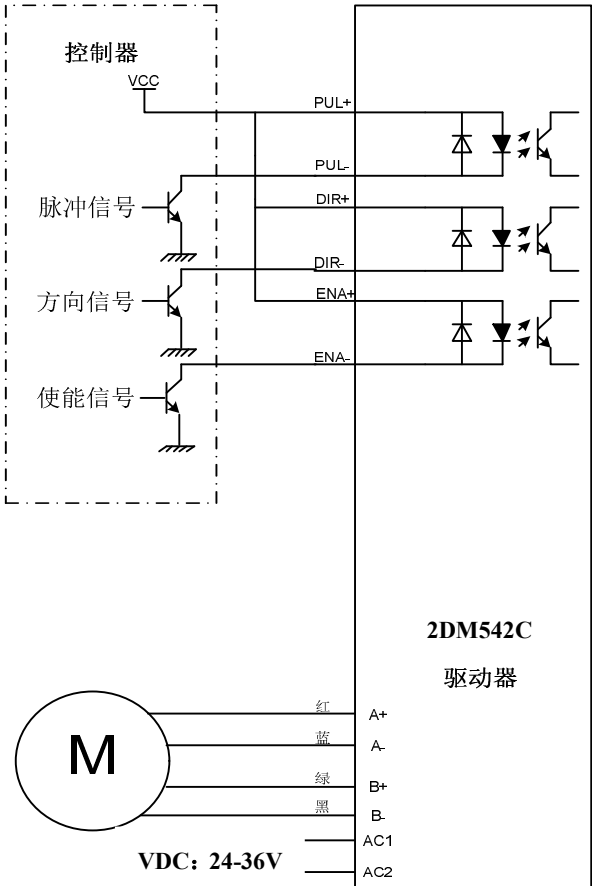 控制器
VCC
PUL+
PUL-
脉冲信号
DIR+
DIR-
方向信号
ENA+
ENA-
使能信号
2DM542C
驱动器
M
红
A+
蓝
A-
绿
B+
黑
B-
AC1
VDC：24-36V
AC2